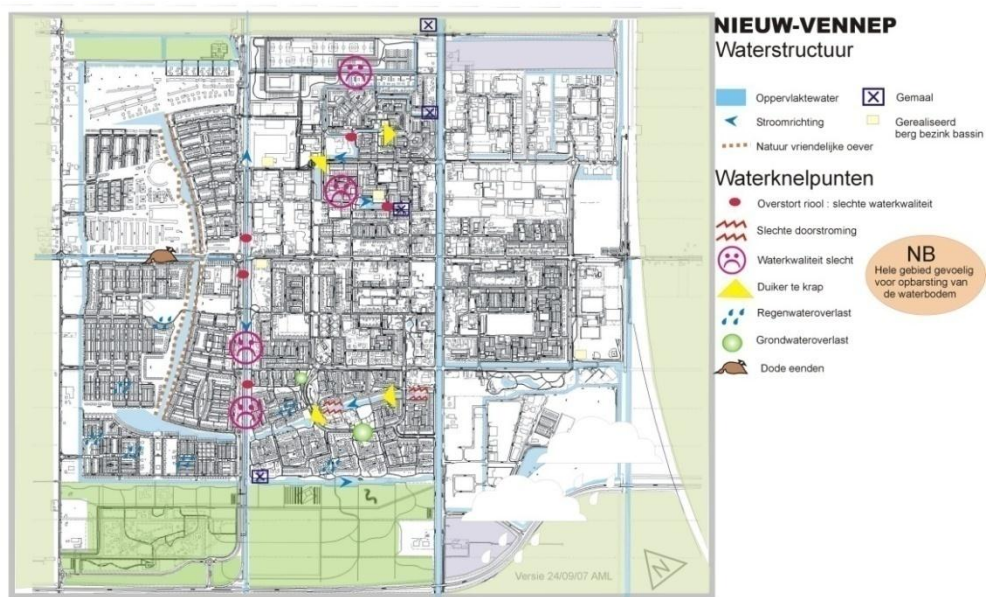 NIEUW-VENNEP
Waterstructuur
Oppervlaktewater
Gemaal
Stroomrichting
Gerealiseerd
berg bezink bassin
Natuur vriendelijke oever
Waterknelpunten
Overstort riool : slechte waterkwaliteit
Slechte doorstroming
Waterkwaliteit slecht
Duiker te krap
Regenwateroverlast
Grondwateroverlast
Dode eenden
NB
Hele gebied gevoelig
voor opbarsting van
de waterbodem
Versie 24/09/07 AML
N